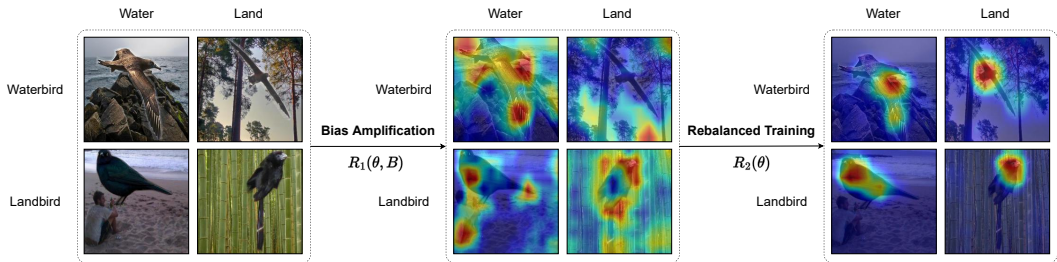 Water Land
Waterbird
Landbird
Bias Amplification
R₁(θ, B)
Water Land
Waterbird
Landbird
Rebalanced Training
R₂(θ)
Water Land
Waterbird
Landbird